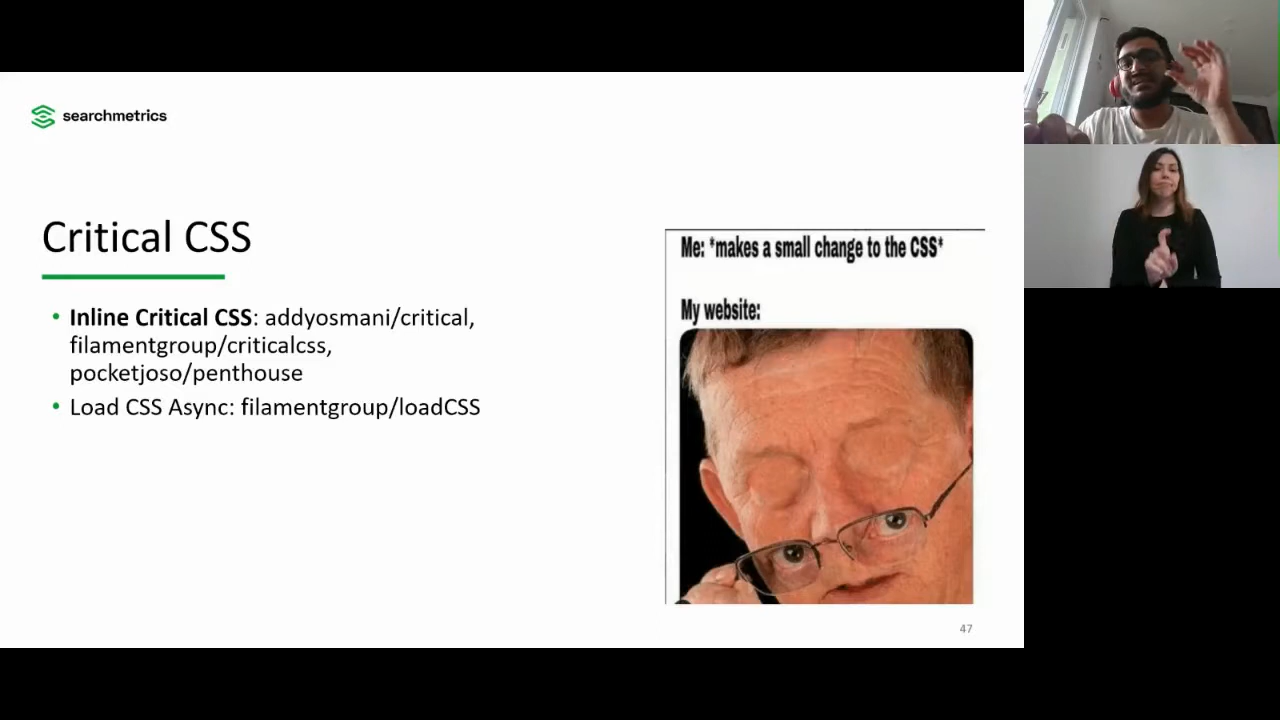 searchmetrics
Critical CSS
• Inline Critical CSS: addyosmani/critical,
filamentgroup/criticalcss,
pocketjoso/penthouse
• Load CSS Async: filamentgroup/loadCSS
Me: *makes a small change to the CSS*
My website:
47